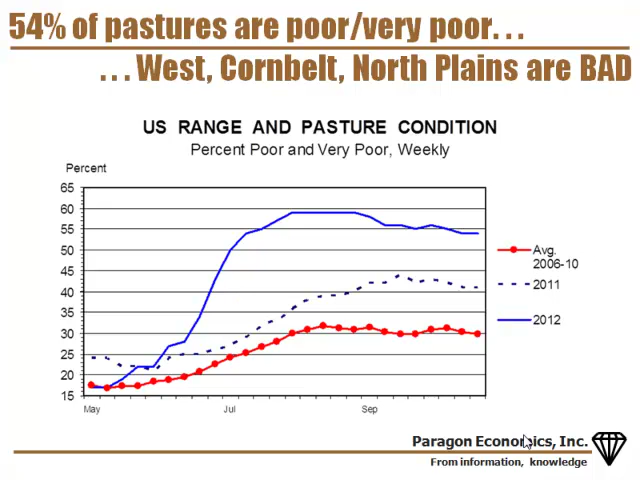 54% of pastures are poor/very poor. . .
. . . West, Cornbelt, North Plains are BAD
US RANGE AND PASTURE CONDITION
Percent Poor and Very Poor, Weekly
Percent
65
60
55
50
45
40
35
30
25
20
15
May Jul Sep
Avg.
2006-10
2011
2012
Paragon Economics, Inc.
From information, knowledge